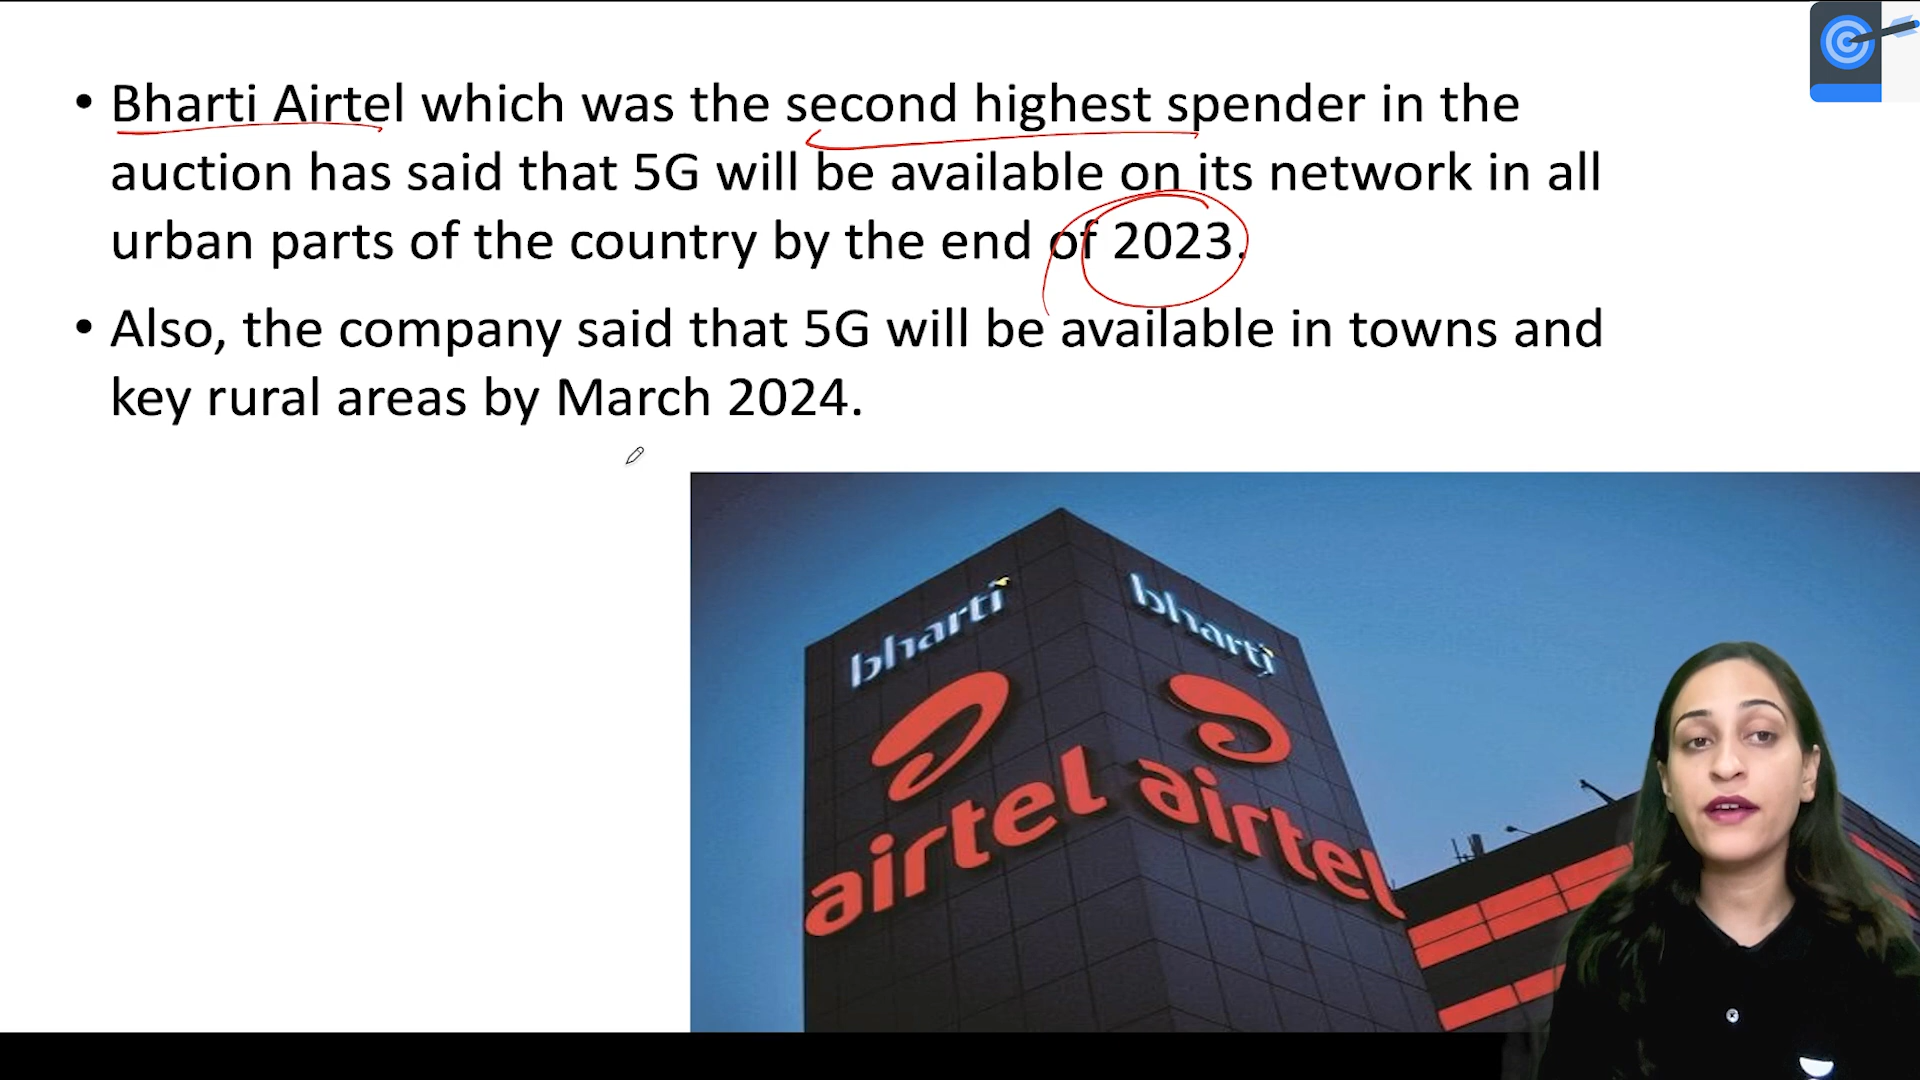 • Bharti Airtel which was the second highest spender in the
auction has said that 5G will be available on its network in all
urban parts of the country by the end of 2023.
• Also, the company said that 5G will be available in towns and
key rural areas by March 2024.
bharti
bharti
airtel
airtel